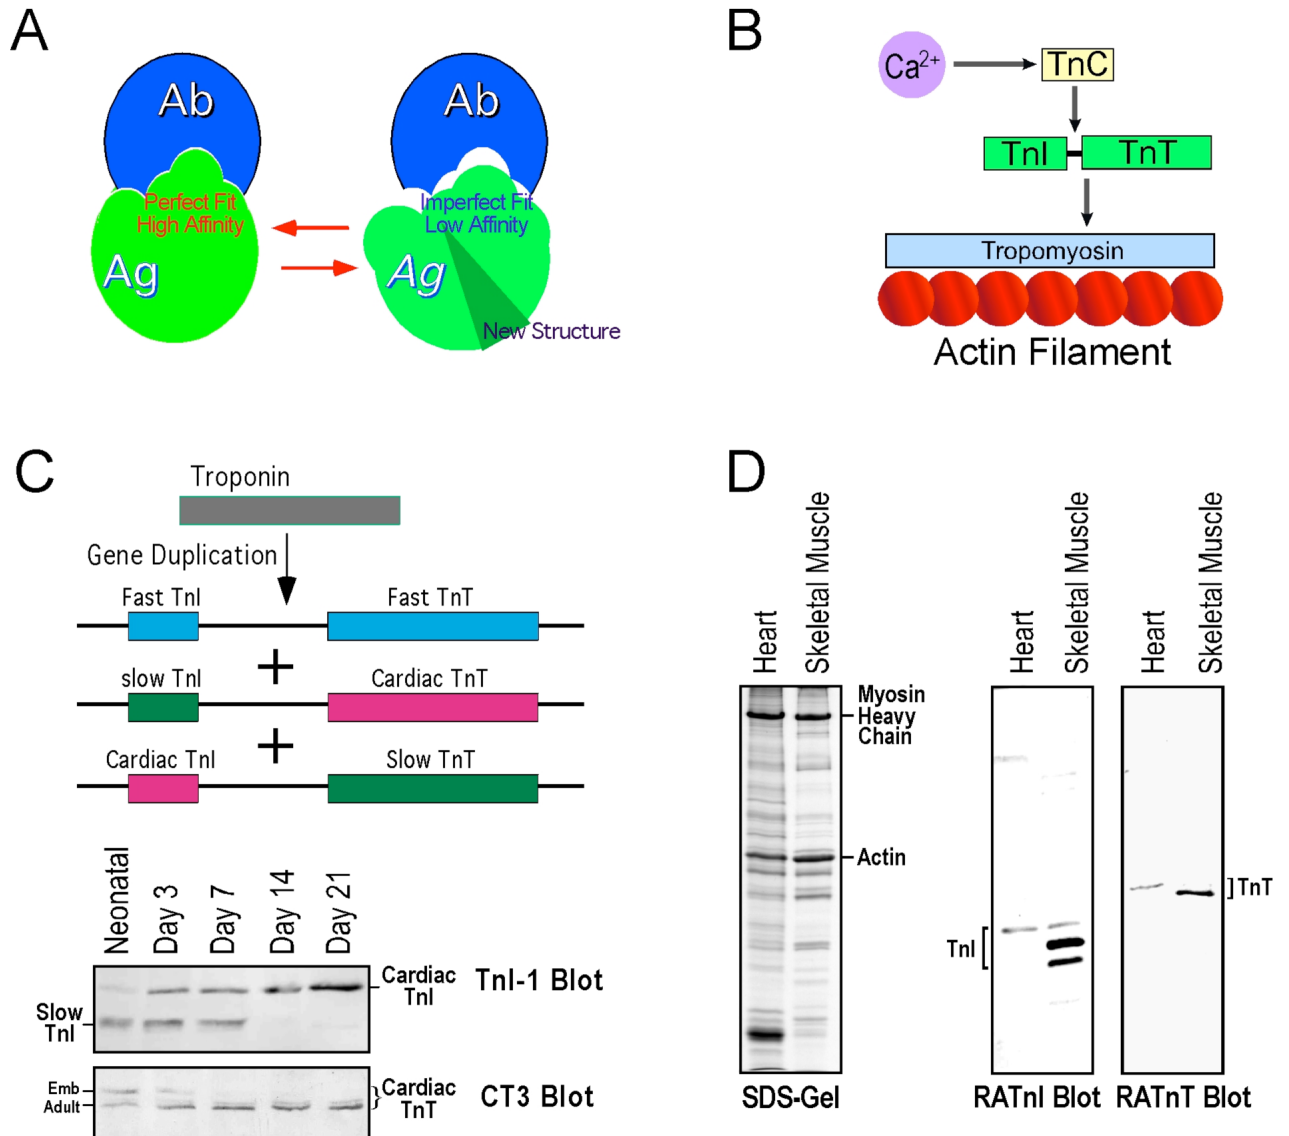 A
Ab
Perfect Fit
High Affinity
Ag
Ab
Imperfect Fit
Low Affinity
Ag
New Structure
B
Ca2+
TnC
TnI
TnT
Tropomyosin
Actin Filament
C
Troponin
Gene Duplication
Fast TnI
Fast TnT
+
slow TnI
Cardiac TnT
+
Cardiac TnI
Slow TnT
Neonatal
Day 3
Day 7
Day 14
Day 21
Slow
TnI
Cardiac
TnI
TnI-1 Blot
Emb
Adult
Cardiac
TnT
CT3 Blot
D
Heart
Skeletal Muscle
Myosin
Heavy
Chain
Actin
SDS-Gel
Heart
Skeletal Muscle
TnI
RATnI Blot
Heart
Skeletal Muscle
TnT
RATnT Blot